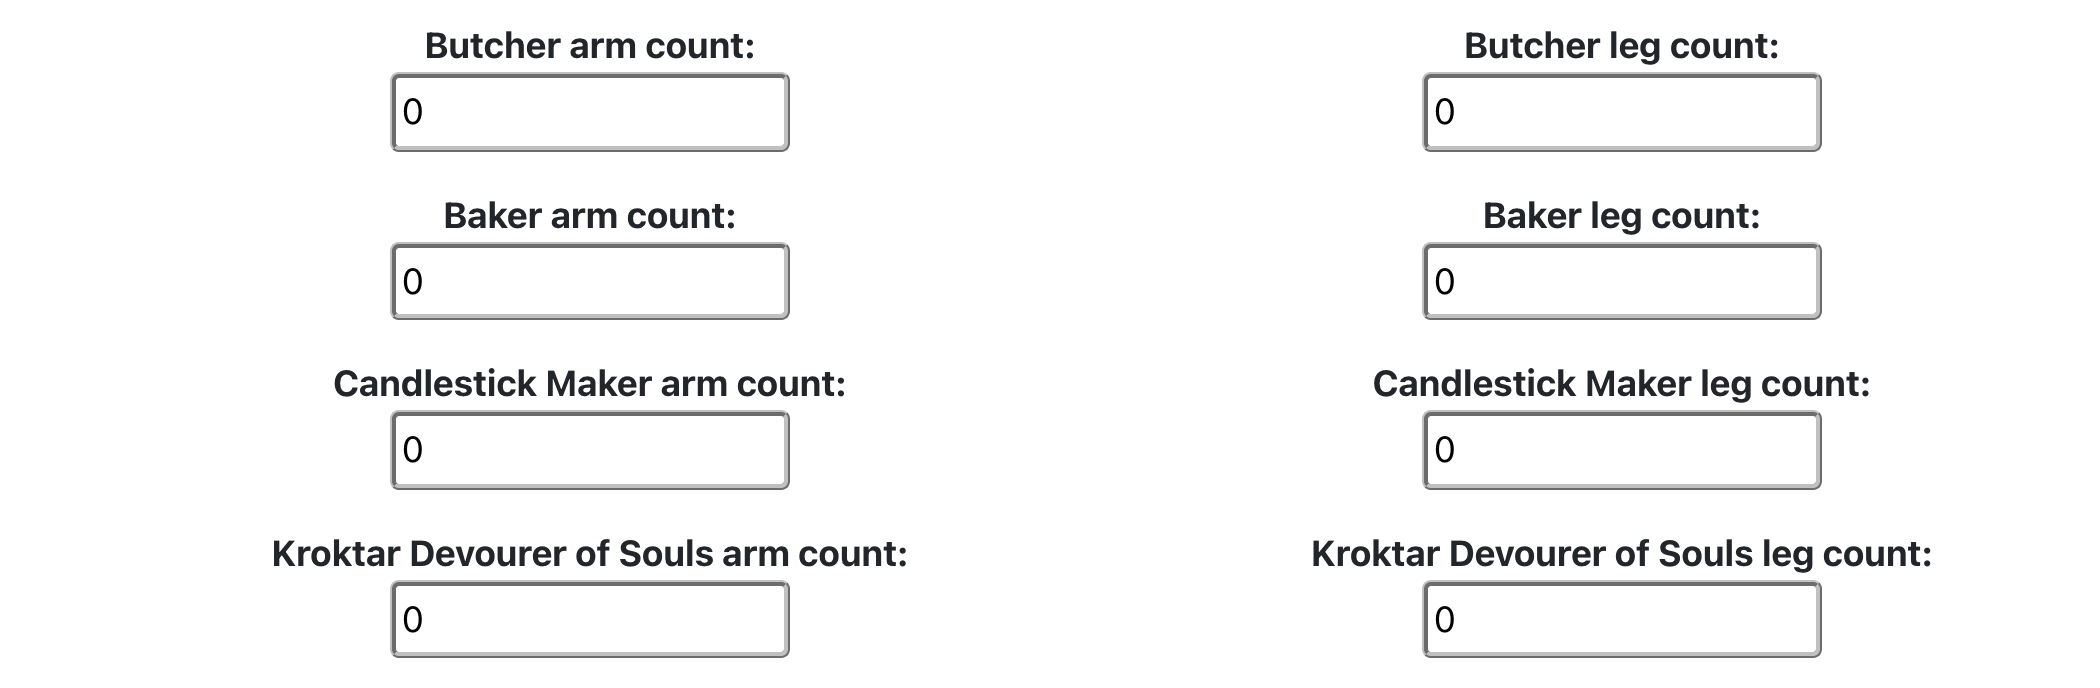 Butcher arm count:
Butcher leg count:
0
0
Baker arm count:
Baker leg count:
0
0
Candlestick Maker arm count:
Candlestick Maker leg count:
0
0
Kroktar Devourer of Souls arm count:
Kroktar Devourer of Souls leg count:
0
0